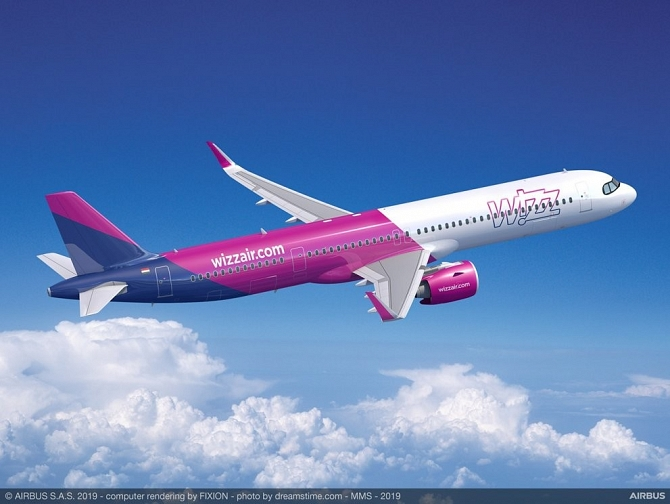 Wizz
wizzair.com
wizzair.com
© AIRBUS S.A.S. 2019 - computer rendering by FIXION - photo by dreamstime.com - MMS - 2019
AIRBUS